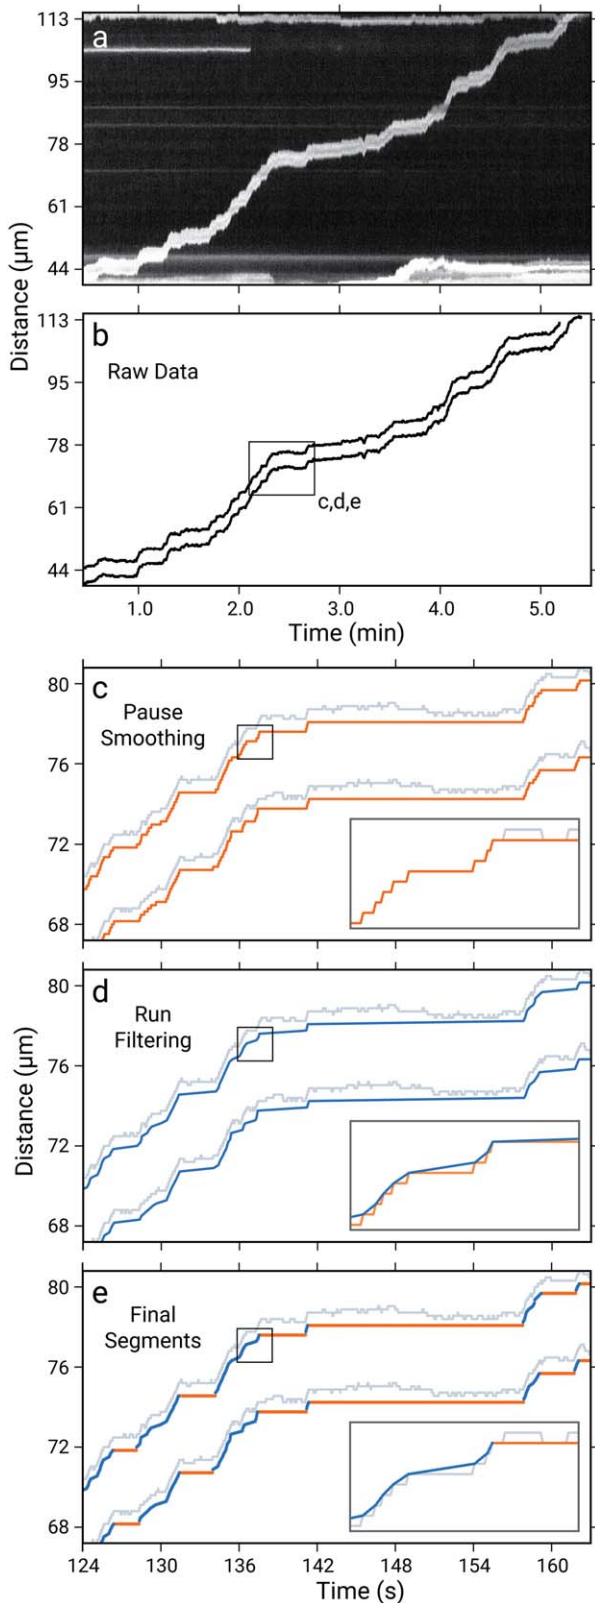 a
113
95
78
61
44
Distance (μm)
b
Raw Data
113
95
78
61
44
c,d,e
1.0 2.0 3.0 4.0 5.0
Time (min)
c
Pause
Smoothing
80
76
72
68
d
Run
Filtering
80
76
72
68
Distance (μm)
e
Final
Segments
80
76
72
68
124 130 136 142 148 154 160
Time (s)